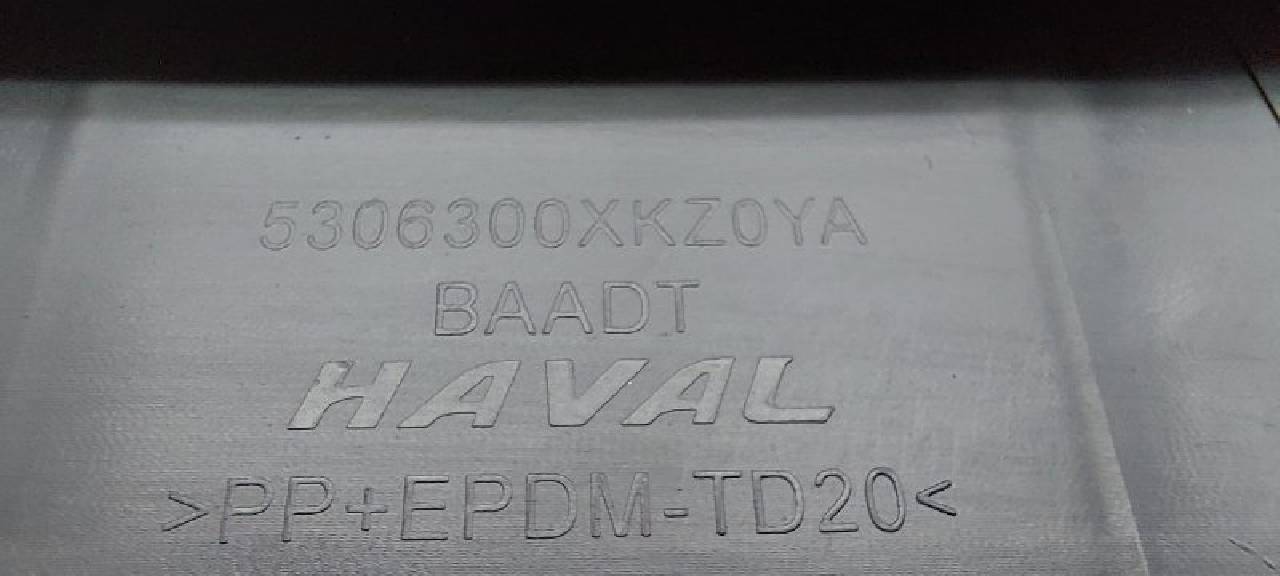 5306300XKZ0YA
BAADT
HAVAL
>PP+EPDM-TD20<